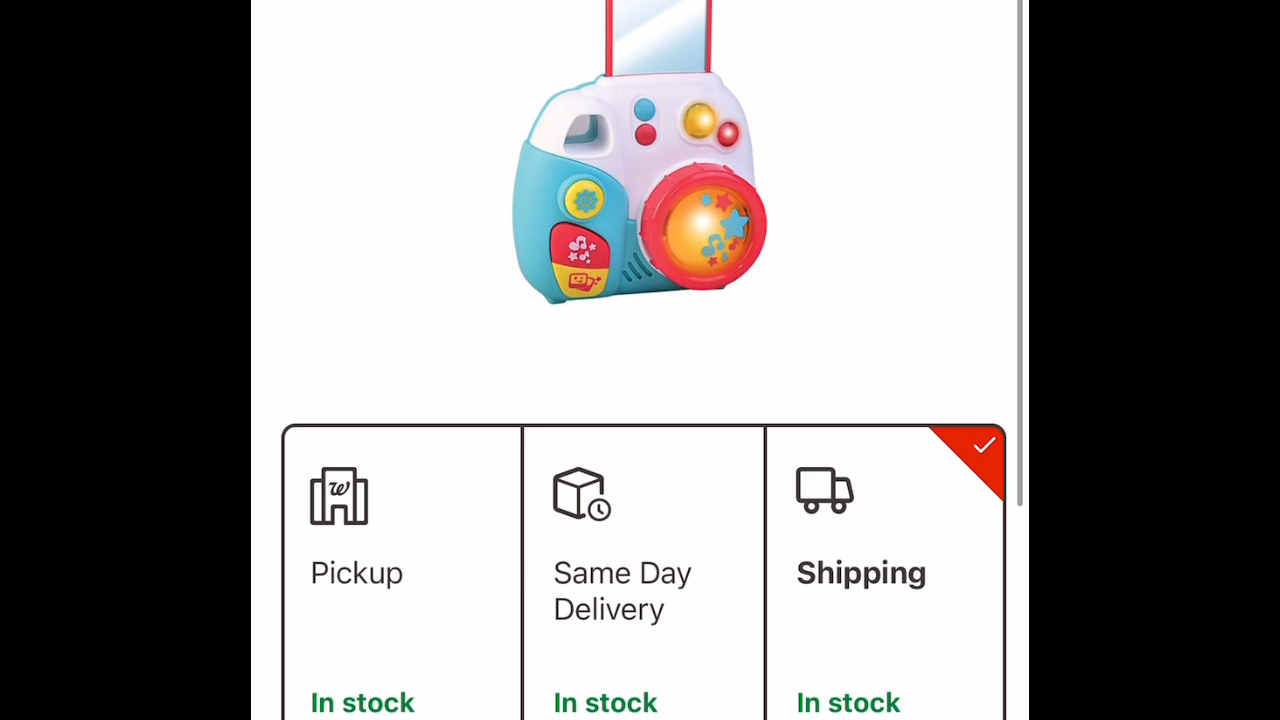 w
Pickup
Same Day
Delivery
Shipping
In stock
In stock
In stock